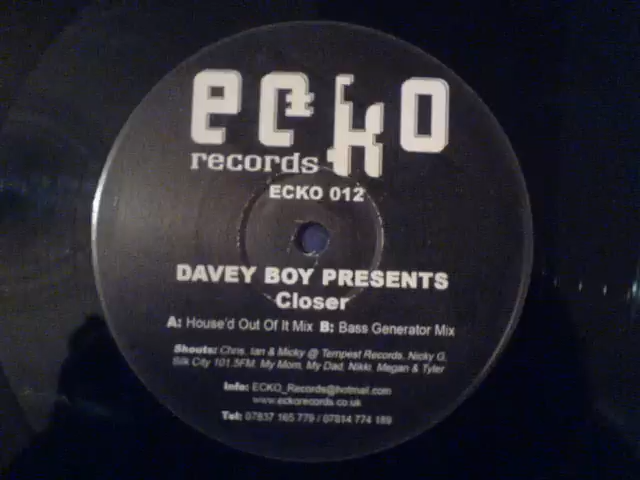 ecko
records
ECKO 012
DAVEY BOY PRESENTS
Closer
A: House'd Out Of It Mix B: Bass Generator Mix
Shouts: Chris, Ian & Micky @ Tempest Records, Nicky G,
Silk City 101.5FM, My Mom, My Dad, Nikki, Megan & Tyler
Info: ECKO_Records@hotmail.com
www.eckorecords.co.uk
Tel: 07837 165 779 / 07814 774 189